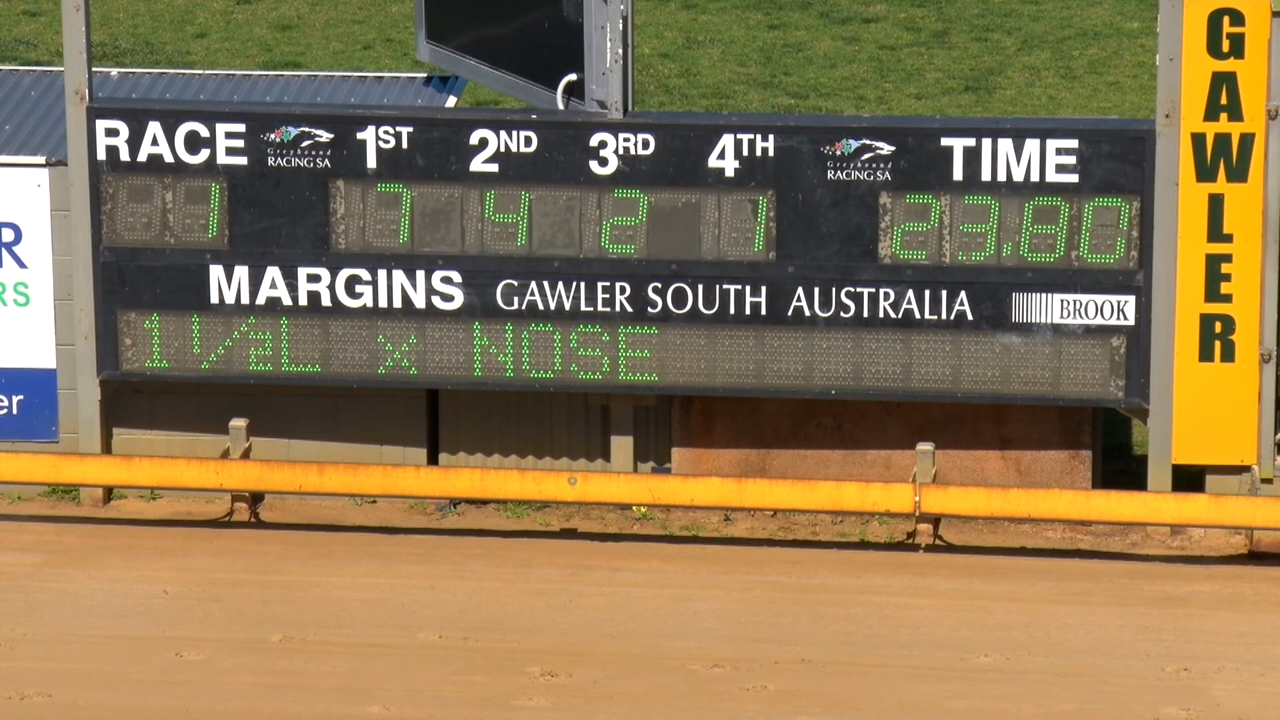 RACE
Greyhound
RACING SA
1ST 2ND 3RD 4TH
Greyhound
RACING SA
TIME
1 7 4 2 1 23.80
MARGINS GAWLER SOUTH AUSTRALIA BROOK
1 1/2L x NOSE
GAWLER
R
RS
er